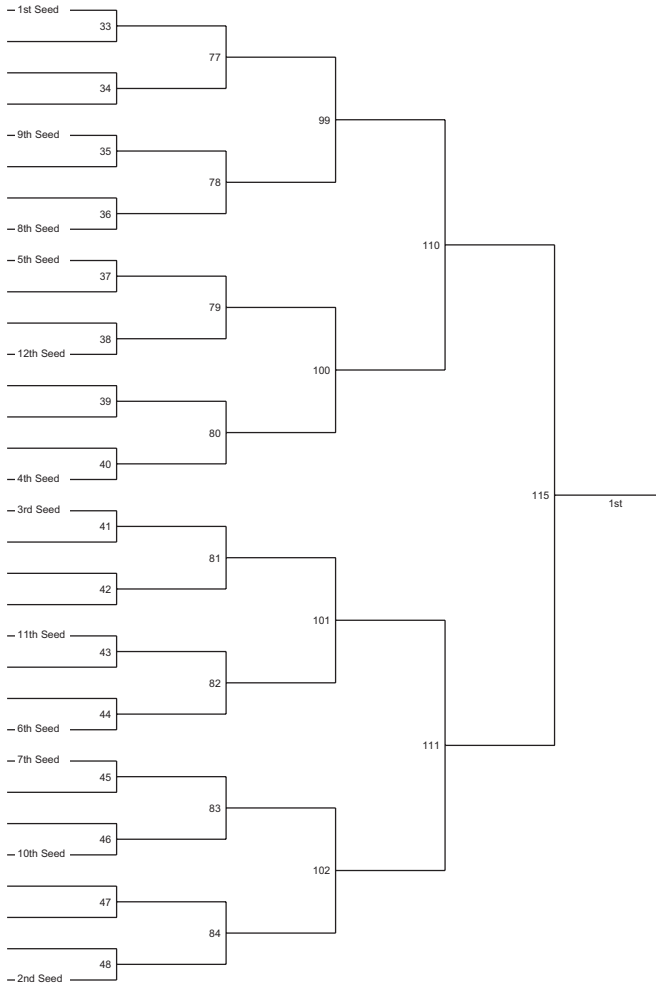 1st Seed
33
77
34
99
9th Seed
35
78
36
8th Seed
110
5th Seed
37
79
38
12th Seed
100
39
80
40
4th Seed
115
1st
3rd Seed
41
81
42
101
11th Seed
43
82
44
6th Seed
111
7th Seed
45
83
46
10th Seed
102
47
84
48
2nd Seed